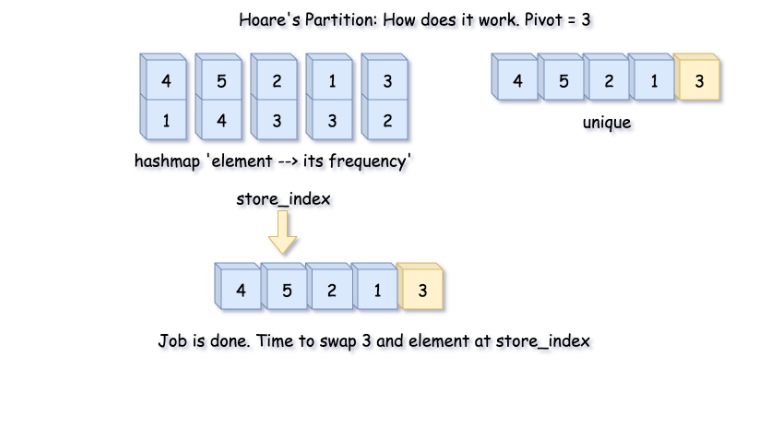 Hoare's Partition: How does it work. Pivot = 3
4 5 2 1 3
1 4 3 3 2
hashmap 'element --> its frequency'
4 5 2 1 3
unique
store_index
4 5 2 1 3
Job is done. Time to swap 3 and element at store_index